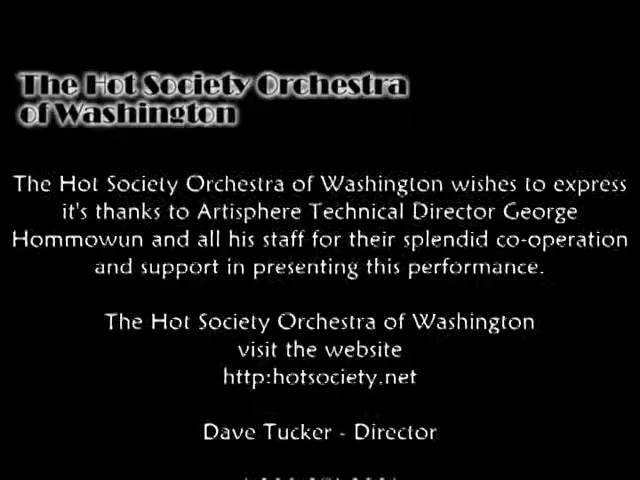 The Hot Society Orchestra
of Washington
The Hot Society Orchestra of Washington wishes to express
it's thanks to Artisphere Technical Director George
Hommowun and all his staff for their splendid co-operation
and support in presenting this performance.
The Hot Society Orchestra of Washington
visit the website
http:hotsociety.net
Dave Tucker - Director